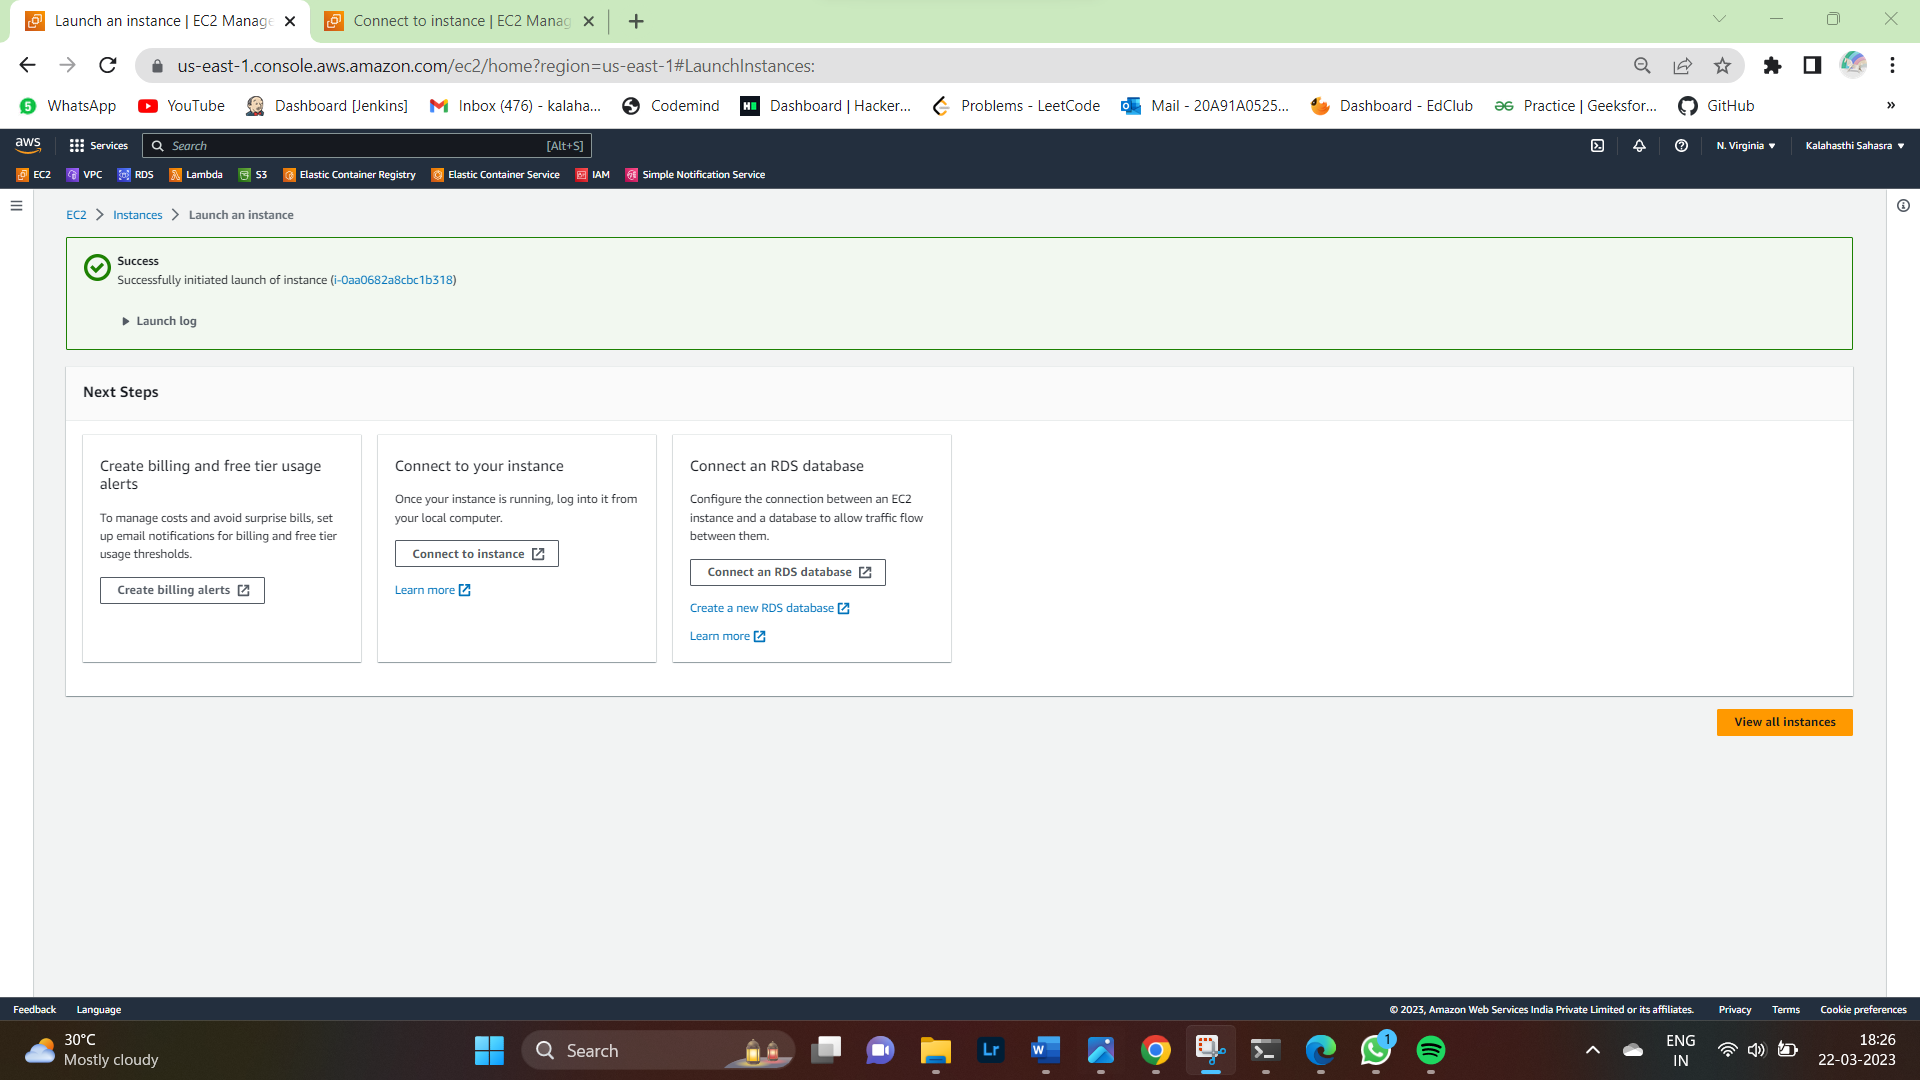 Launch an instance | EC2 Manage
Connect to instance | EC2 Manag
us-east-1.console.aws.amazon.com/ec2/home?region=us-east-1#LaunchInstances:
WhatsApp YouTube Dashboard [Jenkins] Inbox (476) - kalaha... Codemind Dashboard | Hacker... Problems - LeetCode Mail - 20A91A0525... Dashboard - EdClub Practice | Geeksfor... GitHub »
aws Services Search [Alt+S] N. Virginia Kalahasthi Sahasra
EC2 VPC RDS Lambda S3 Elastic Container Registry Elastic Container Service IAM Simple Notification Service
EC2 Instances Launch an instance
Success
Successfully initiated launch of instance (i-0aa0682a8cbc1b318)
Launch log
Next Steps
Create billing and free tier usage
alerts
To manage costs and avoid surprise bills, set
up email notifications for billing and free tier
usage thresholds.
Create billing alerts
Connect to your instance
Once your instance is running, log into it from
your local computer.
Connect to instance
Learn more
Connect an RDS database
Configure the connection between an EC2
instance and a database to allow traffic flow
between them.
Connect an RDS database
Create a new RDS database
Learn more
View all instances
Feedback Language © 2023, Amazon Web Services India Private Limited or its affiliates. Privacy Terms Cookie preferences
30°C
Mostly cloudy
Search
Lr
W
1
ENG
IN
18:26
22-03-2023